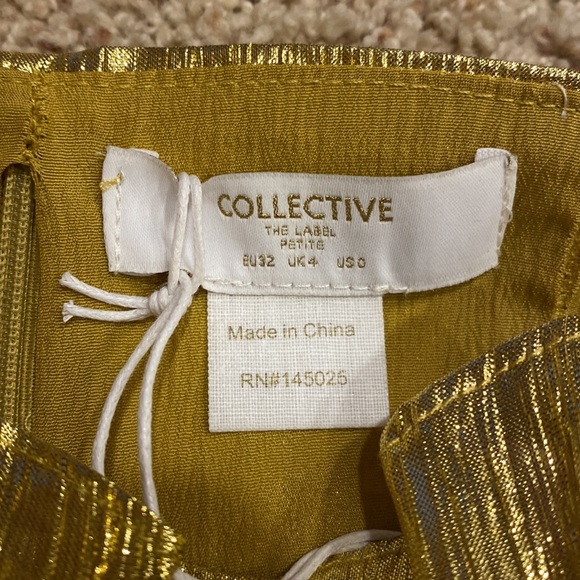 COLLECTIVE
THE LABEL
PETITE
EU32 UK4 US0
Made in China
RN#145025